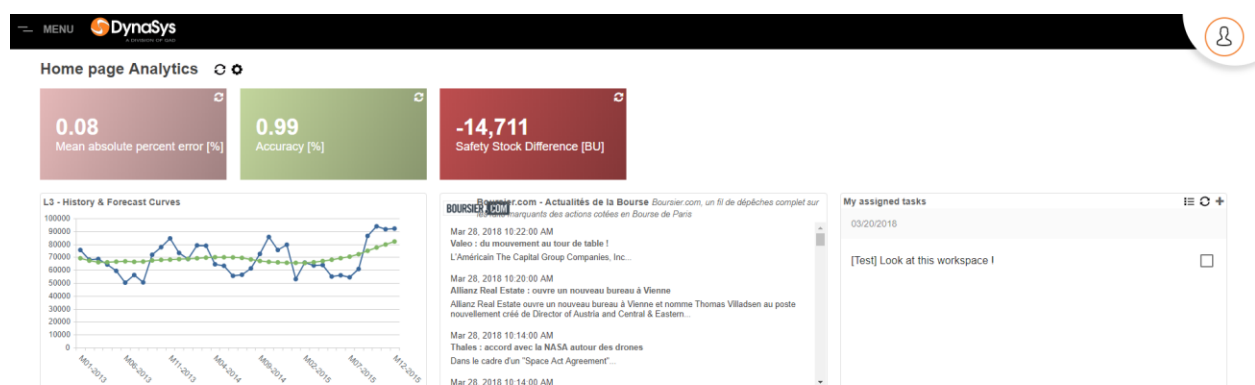 MENU
DynaSys
A DIVISION OF QAD
Home page Analytics
0.08
Mean absolute percent error [%]
0.99
Accuracy [%]
-14,711
Safety Stock Difference [BU]
L3 - History & Forecast Curves
100000
90000
80000
70000
60000
50000
40000
30000
20000
10000
0
M01-2013
M06-2013
M11-2013
M04-2014
M09-2014
M02-2015
M07-2015
M12-2015
BOURSIER.COM
Boursier.com - Actualités de la Bourse Boursier.com, un fil de dépêches complet sur
les faits marquants des actions cotées en Bourse de Paris
Mar 28, 2018 10:22:00 AM
Valeo : du mouvement au tour de table !
L'Américain The Capital Group Companies, Inc...
Mar 28, 2018 10:20:00 AM
Allianz Real Estate : ouvre un nouveau bureau à Vienne
Allianz Real Estate ouvre un nouveau bureau à Vienne et nomme Thomas Villadsen au poste
nouvellement créé de Director of Austria and Central & Eastern...
Mar 28, 2018 10:14:00 AM
Thales : accord avec la NASA autour des drones
Dans le cadre d'un "Space Act Agreement"...
Mar 28, 2018 10:14:00 AM
My assigned tasks
03/20/2018
[Test] Look at this workspace !